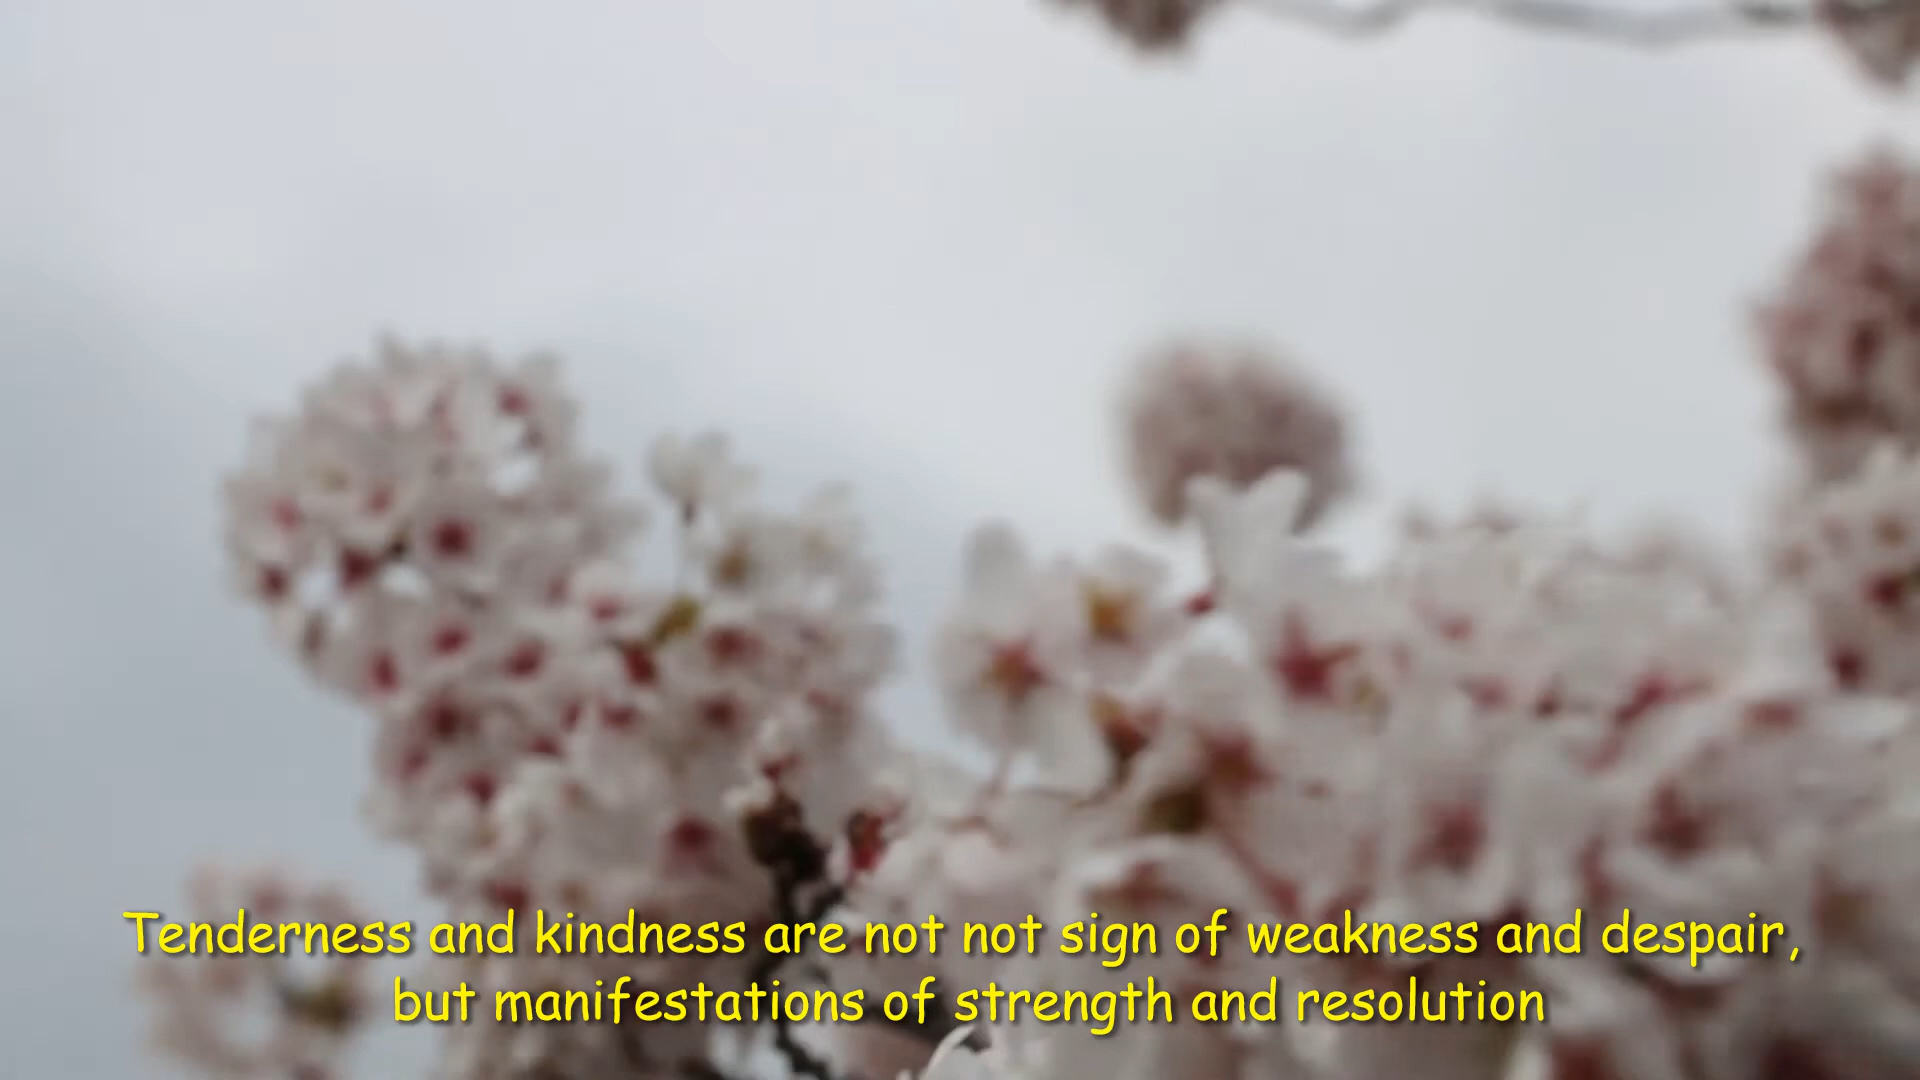 Tenderness and kindness are not not sign of weakness and despair,
but manifestations of strength and resolution